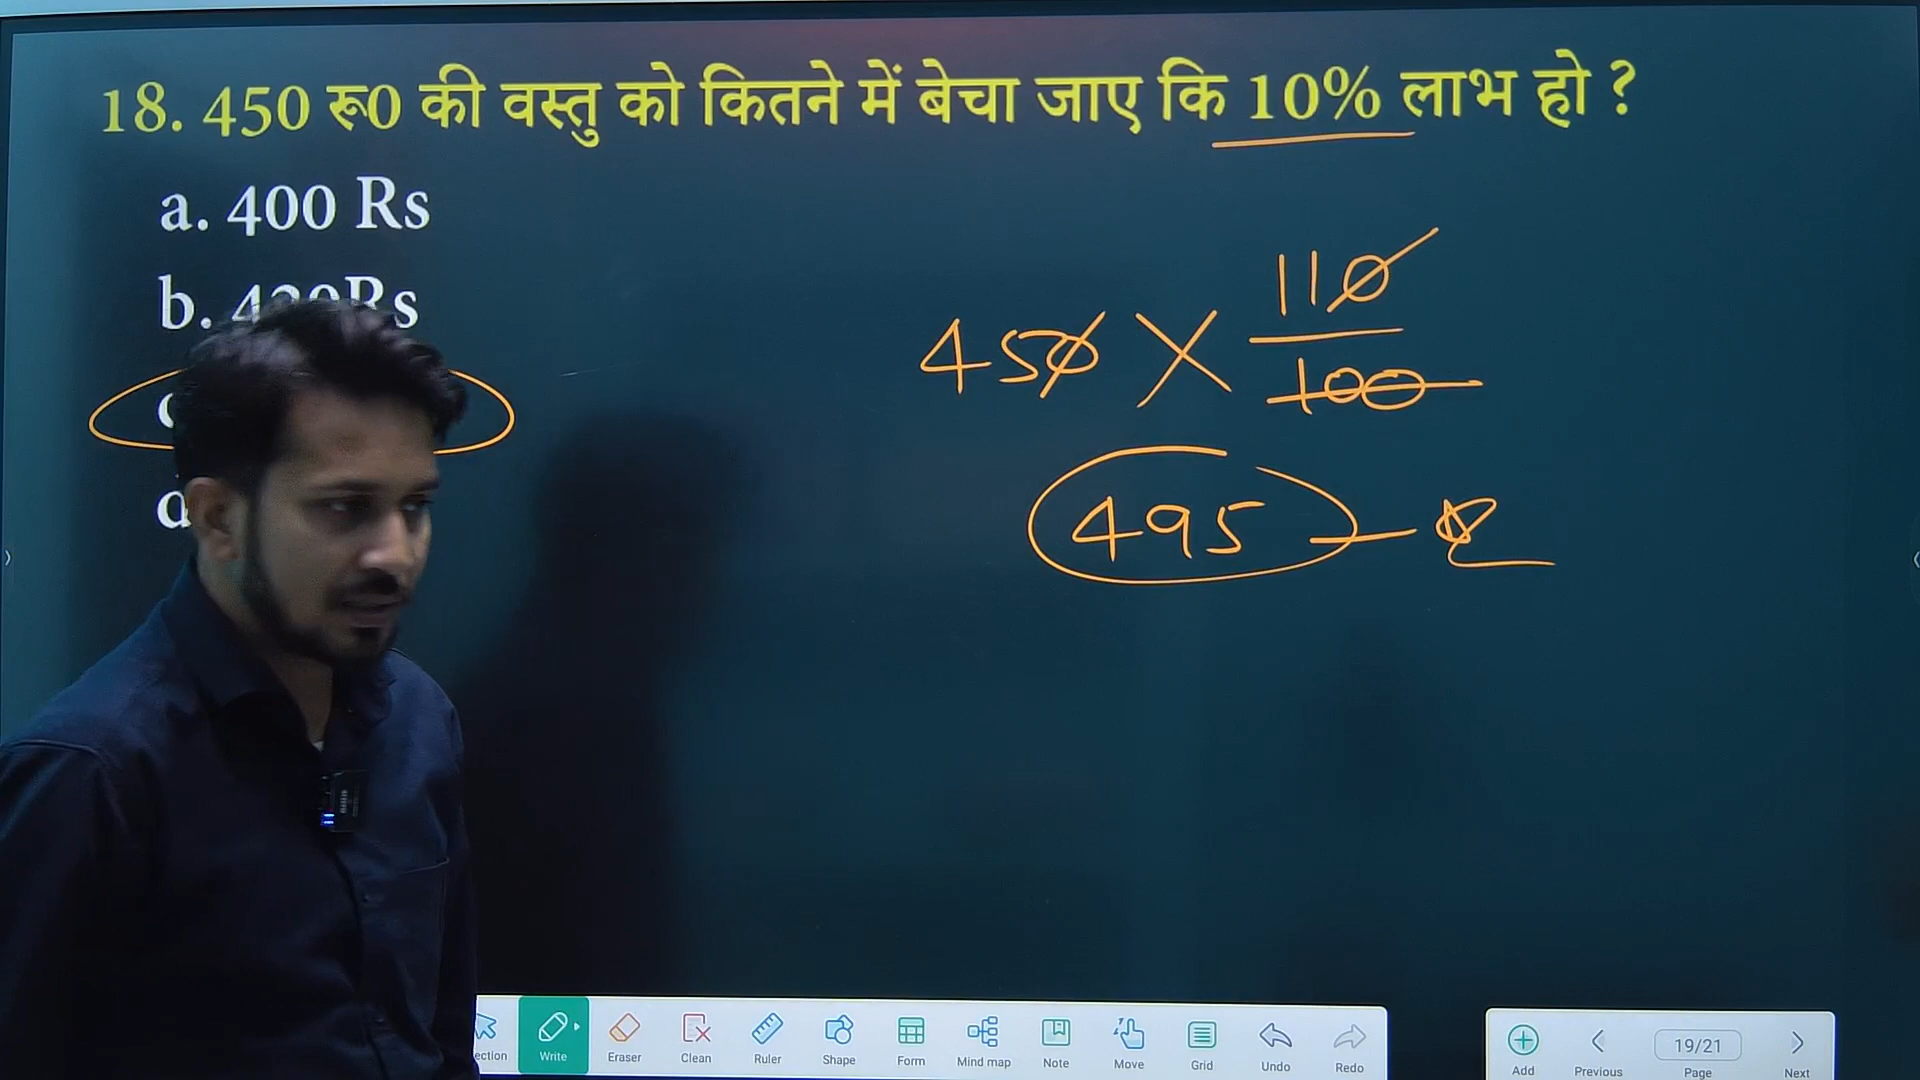 18. 450 रू0 की वस्तु को कितने में बेचा जाए कि 10% लाभ हो ?
a. 400 Rs
b. Rs
c
d
450 X 110
100
495
Write
Eraser
Clean
Ruler
Shape
Form
Mind map
Note
Move
Grid
Undo
Redo
Add
Previous
19/21
Page
Next